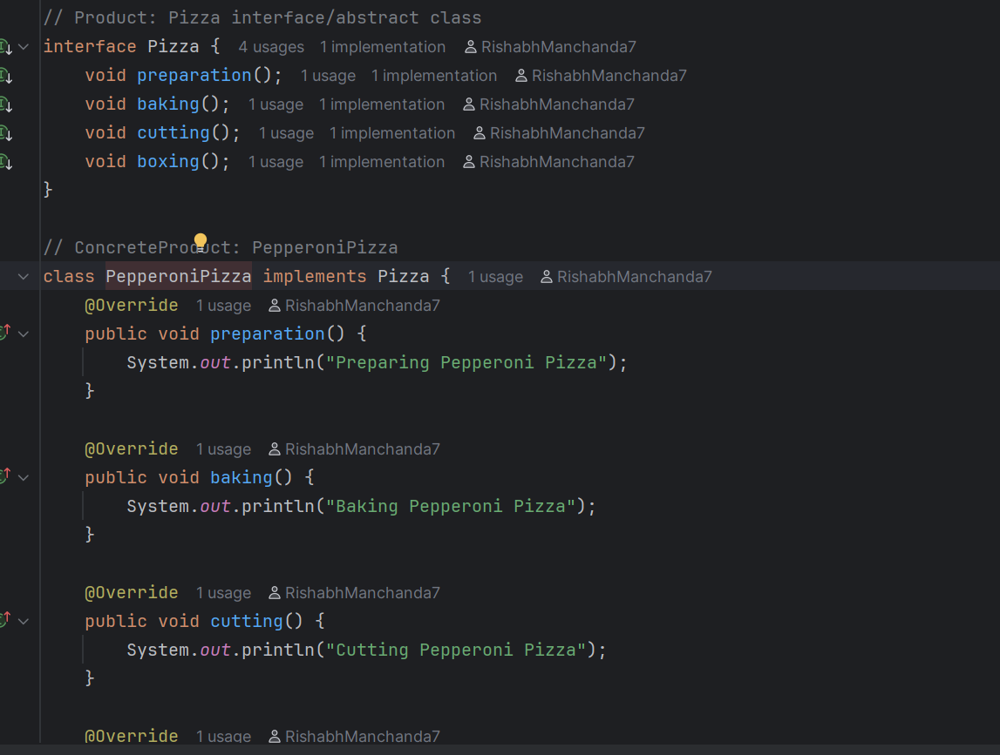 // Product: Pizza interface/abstract class
interface Pizza { 4 usages 1 implementation RishabhManchanda7
void preparation(); 1 usage 1 implementation RishabhManchanda7
void baking(); 1 usage 1 implementation RishabhManchanda7
void cutting(); 1 usage 1 implementation RishabhManchanda7
void boxing(); 1 usage 1 implementation RishabhManchanda7
}
// ConcreteProduct: PepperoniPizza
class PepperoniPizza implements Pizza { 1 usage RishabhManchanda7
@Override 1 usage RishabhManchanda7
public void preparation() {
System.out.println("Preparing Pepperoni Pizza");
}
@Override 1 usage RishabhManchanda7
public void baking() {
System.out.println("Baking Pepperoni Pizza");
}
@Override 1 usage RishabhManchanda7
public void cutting() {
System.out.println("Cutting Pepperoni Pizza");
}
@Override 1 usage RishabhManchanda7